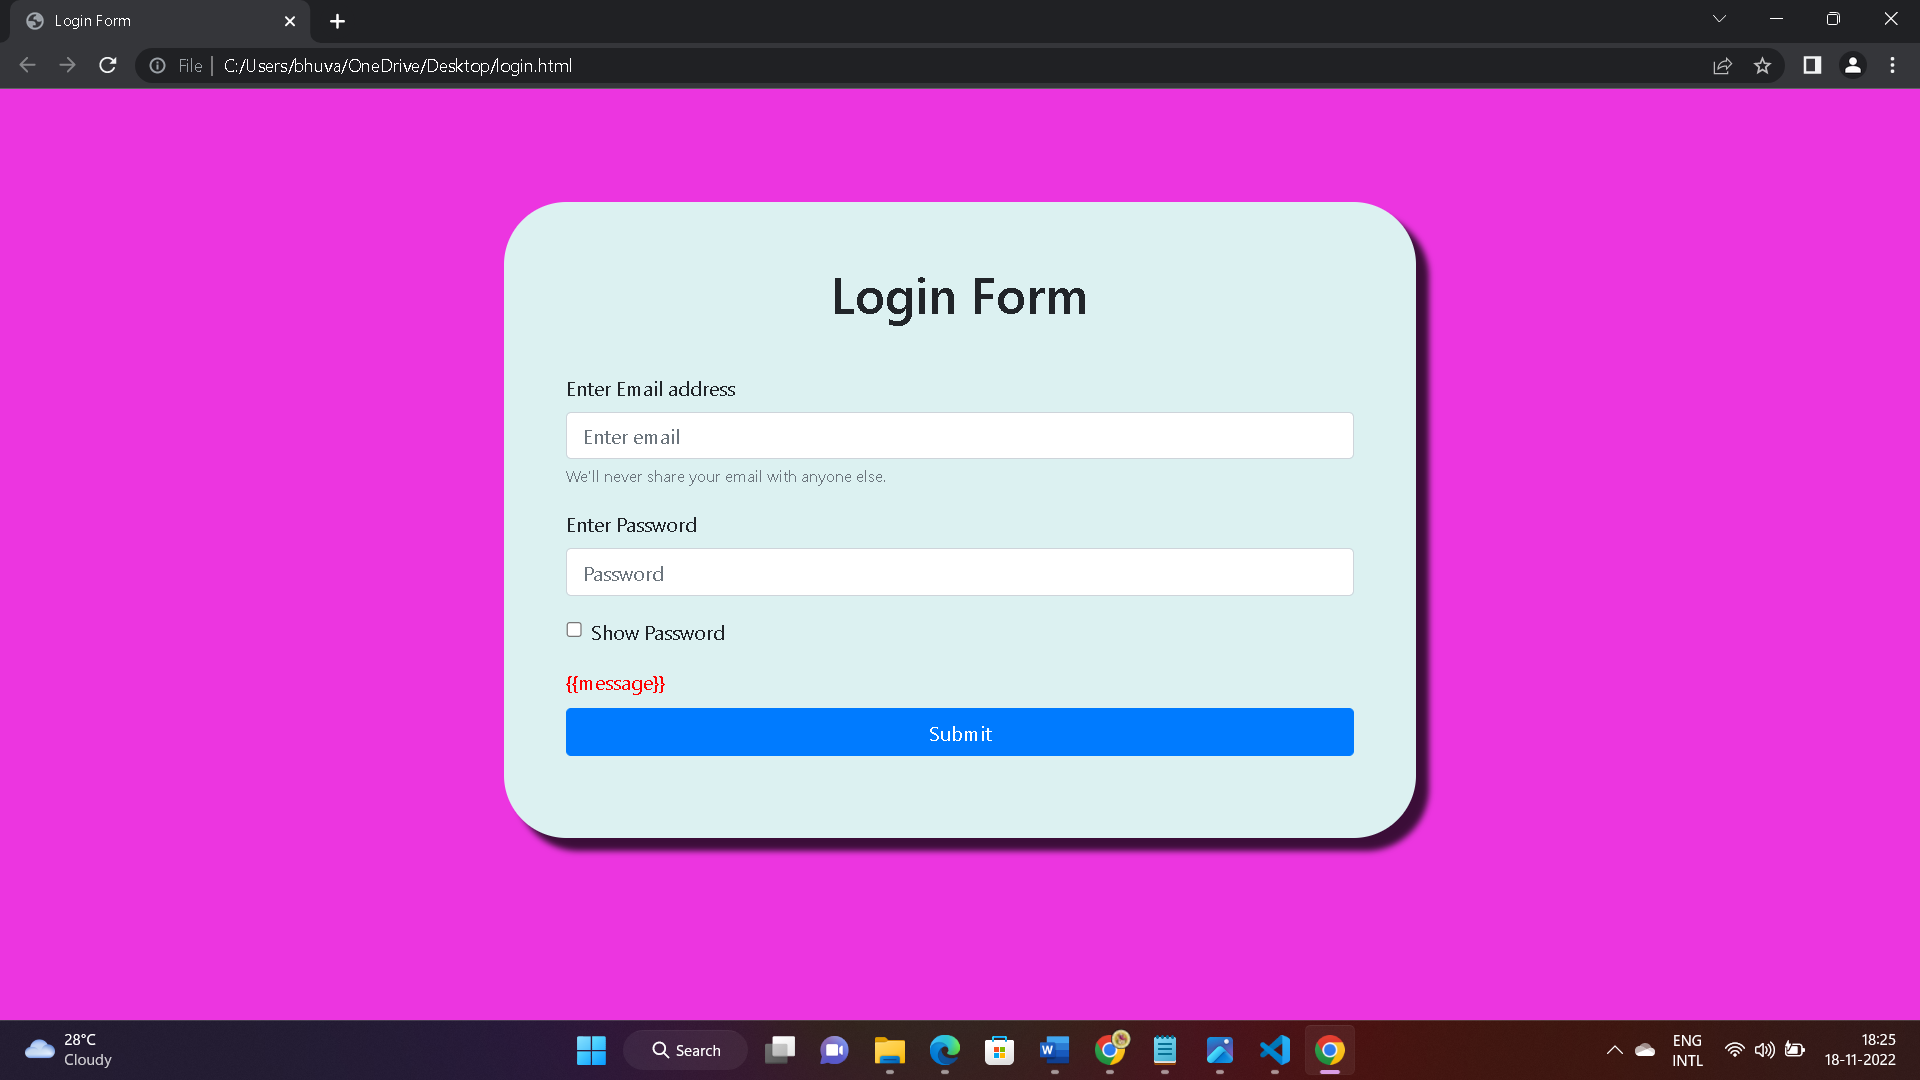 Login Form
File
C:/Users/bhuva/OneDrive/Desktop/login.html
Login Form
Enter Email address
Enter email
We'll never share your email with anyone else.
Enter Password
Password
Show Password
{{message}}
Submit
28°C
Cloudy
Search
W
ENG
INTL
18:25
18-11-2022